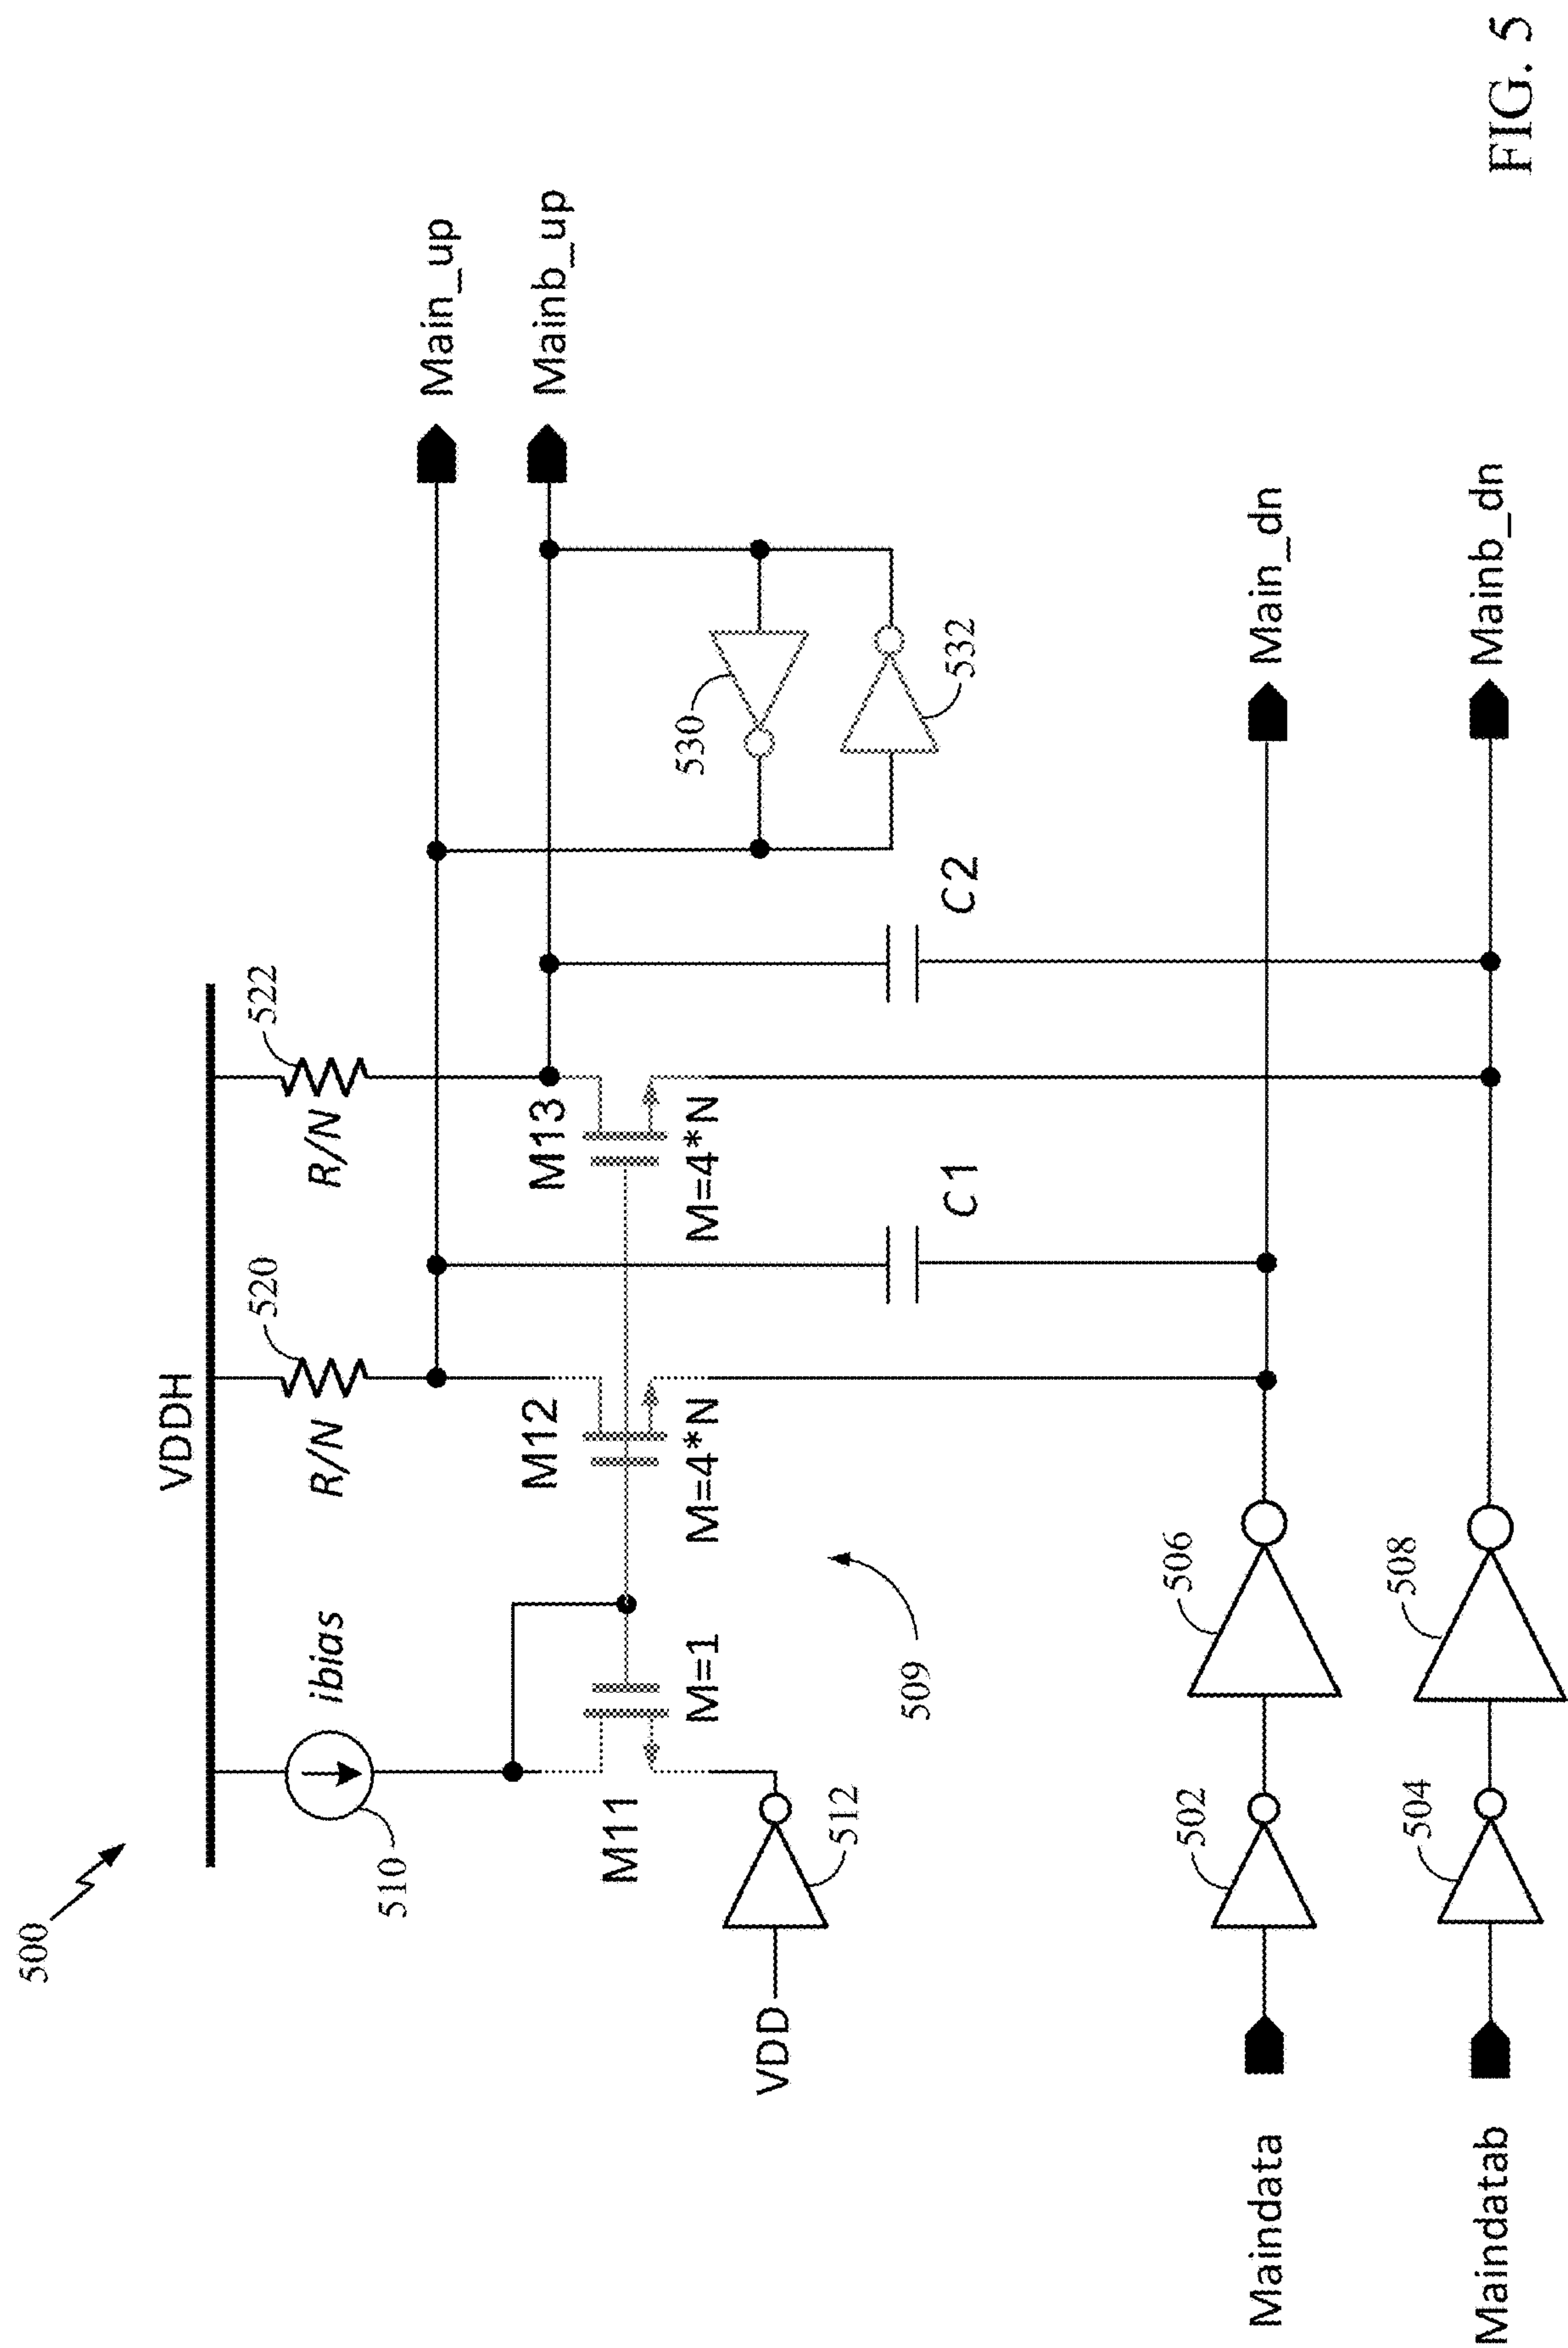 500
VDDH
510
ibias
R/N
520
R/N
522
Main_up
Mainb_up
M11
M=1
M12
M=4*N
M13
M=4*N
530
532
VDD
512
509
C1
C2
Maindata
502
506
Main_dn
Maindatab
504
508
Mainb_dn
FIG. 5